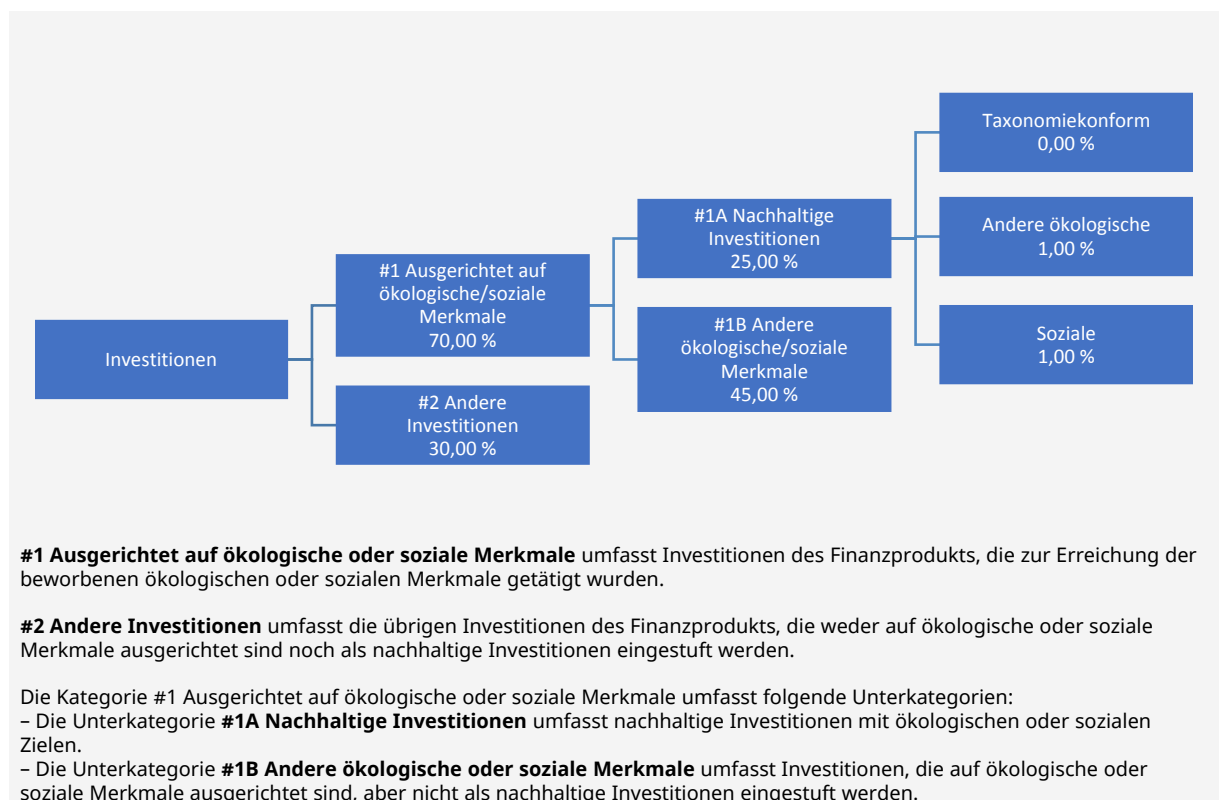 Taxonomiekonform
0,00 %
#1A Nachhaltige
Investitionen
25,00 %
Andere ökologische
1,00 %
#1 Ausgerichtet auf
ökologische/soziale
Merkmale
70,00 %
#1B Andere
ökologische/soziale
Merkmale
45,00 %
Soziale
1,00 %
Investitionen
#2 Andere
Investitionen
30,00 %
#1 Ausgerichtet auf ökologische oder soziale Merkmale umfasst Investitionen des Finanzprodukts, die zur Erreichung der
beworbenen ökologischen oder sozialen Merkmale getätigt wurden.
#2 Andere Investitionen umfasst die übrigen Investitionen des Finanzprodukts, die weder auf ökologische oder soziale
Merkmale ausgerichtet sind noch als nachhaltige Investitionen eingestuft werden.
Die Kategorie #1 Ausgerichtet auf ökologische oder soziale Merkmale umfasst folgende Unterkategorien:
– Die Unterkategorie #1A Nachhaltige Investitionen umfasst nachhaltige Investitionen mit ökologischen oder sozialen
Zielen.
– Die Unterkategorie #1B Andere ökologische oder soziale Merkmale umfasst Investitionen, die auf ökologische oder
soziale Merkmale ausgerichtet sind, aber nicht als nachhaltige Investitionen eingestuft werden.